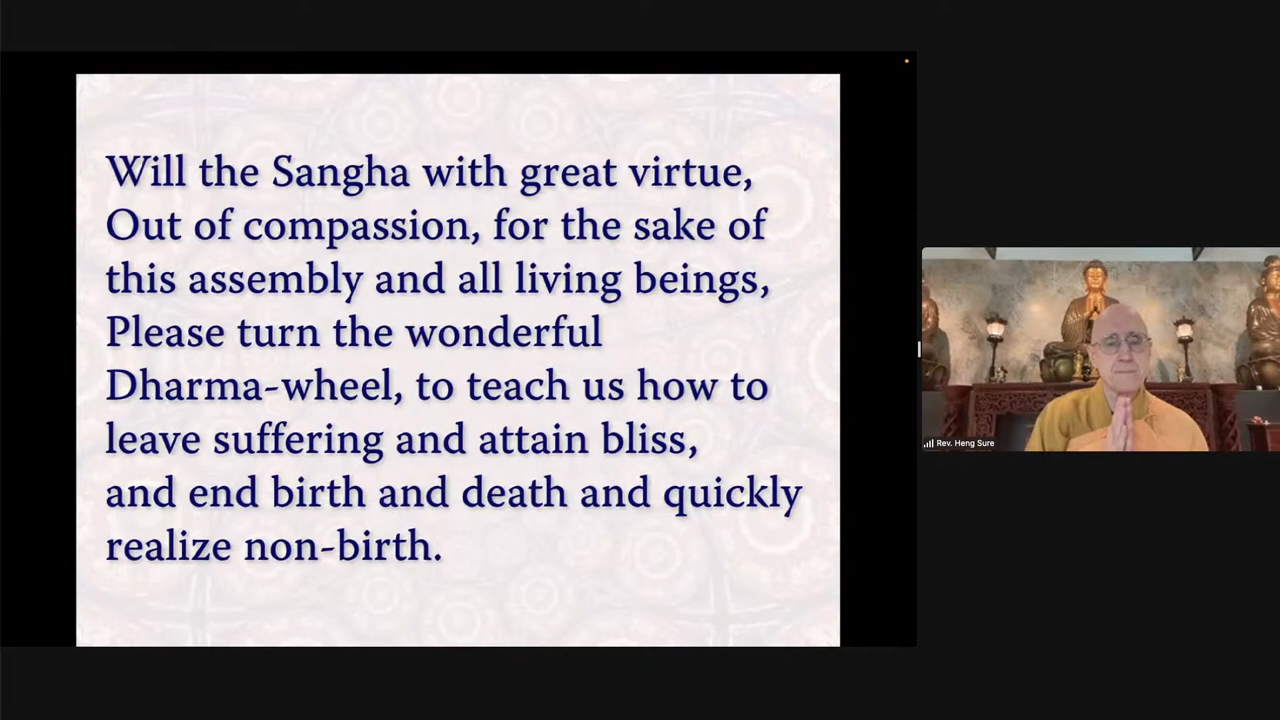 Will the Sangha with great virtue,
Out of compassion, for the sake of
this assembly and all living beings,
Please turn the wonderful
Dharma-wheel, to teach us how to
leave suffering and attain bliss,
and end birth and death and quickly
realize non-birth.
Rev. Heng Sure